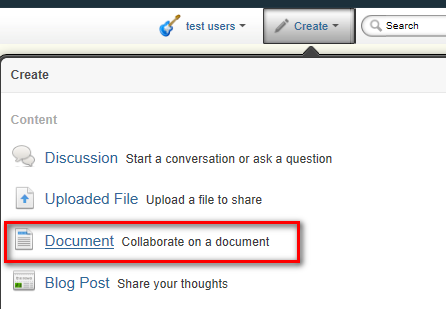 test users Create Search
Create
Content
Discussion Start a conversation or ask a question
Uploaded File Upload a file to share
Document Collaborate on a document
Blog Post Share your thoughts